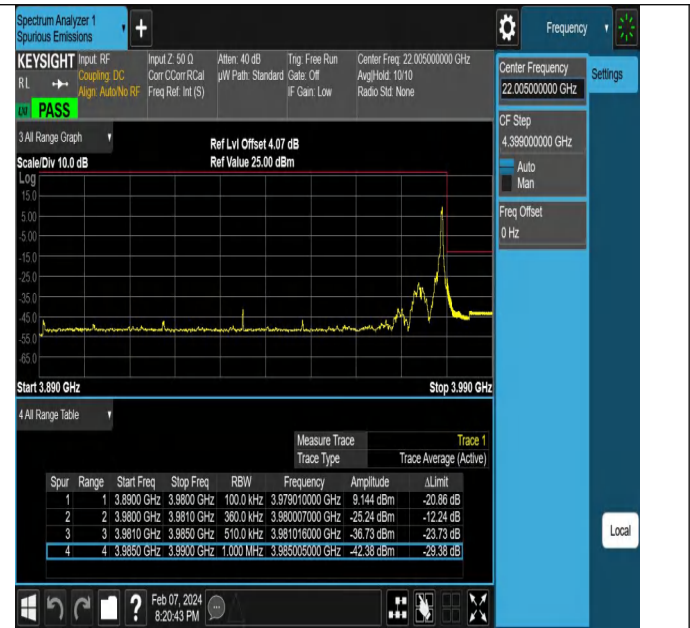 Spectrum Analyzer 1
Spurious Emissions
Frequency
KEYSIGHT
Input: RF
Coupling: DC
Align: Auto/No RF
Input Z: 50 Ω
Corr CCorr RCal
Freq Ref: Int (S)
Atten: 40 dB
µW Path: Standard
Trig: Free Run
Gate: Off
IF Gain: Low
Center Freq: 22.005000000 GHz
Avg|Hold: 10/10
Radio Std: None
RL
PASS
Center Frequency
22.005000000 GHz
Settings
CF Step
4.399000000 GHz
Auto
Man
Freq Offset
0 Hz
3 All Range Graph
Ref Lvl Offset 4.07 dB
Scale/Div 10.0 dB
Ref Value 25.00 dBm
Log
15.0
5.00
-5.00
-15.0
-25.0
-35.0
-45.0
-55.0
-65.0
Start 3.890 GHz
Stop 3.990 GHz
4 All Range Table
Measure Trace Trace 1
Trace Type Trace Average (Active)
Spur Range Start Freq Stop Freq RBW Frequency Amplitude ΔLimit
1 1 3.8900 GHz 3.9800 GHz 100.0 kHz 3.979010000 GHz 9.144 dBm -20.86 dB
2 2 3.9800 GHz 3.9810 GHz 360.0 kHz 3.980007000 GHz -25.24 dBm -12.24 dB
3 3 3.9810 GHz 3.9850 GHz 510.0 kHz 3.981016000 GHz -36.73 dBm -23.73 dB
4 4 3.9850 GHz 3.9900 GHz 1.000 MHz 3.985005000 GHz -42.38 dBm -29.38 dB
Local
Feb 07, 2024
8:20:43 PM